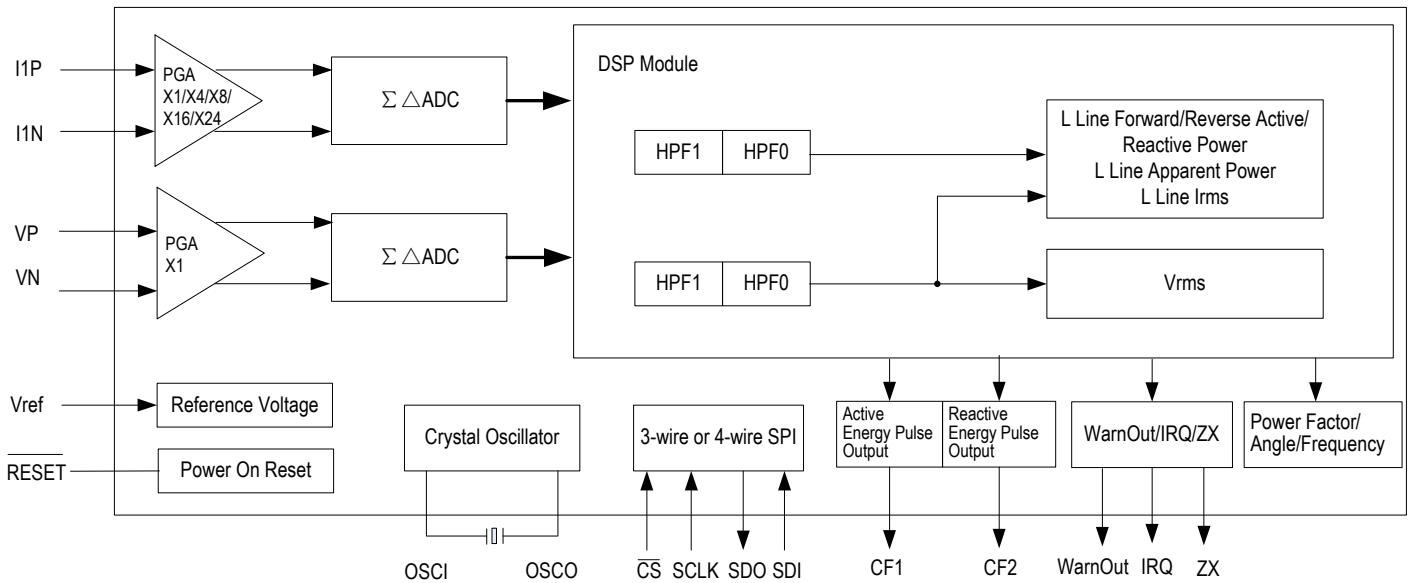 I1P
I1N
PGA
X1/X4/X8/
X16/X24
Σ △ADC
DSP Module
HPF1
HPF0
L Line Forward/Reverse Active/
Reactive Power
L Line Apparent Power
L Line Irms
VP
VN
PGA
X1
Σ △ADC
HPF1
HPF0
Vrms
Vref
Reference Voltage
RESET
Power On Reset
Crystal Oscillator
3-wire or 4-wire SPI
Active
Energy Pulse
Output
Reactive
Energy Pulse
Output
WarnOut/IRQ/ZX
Power Factor/
Angle/Frequency
OSCI
OSCO
CS
SCLK
SDO
SDI
CF1
CF2
WarnOut
IRQ
ZX